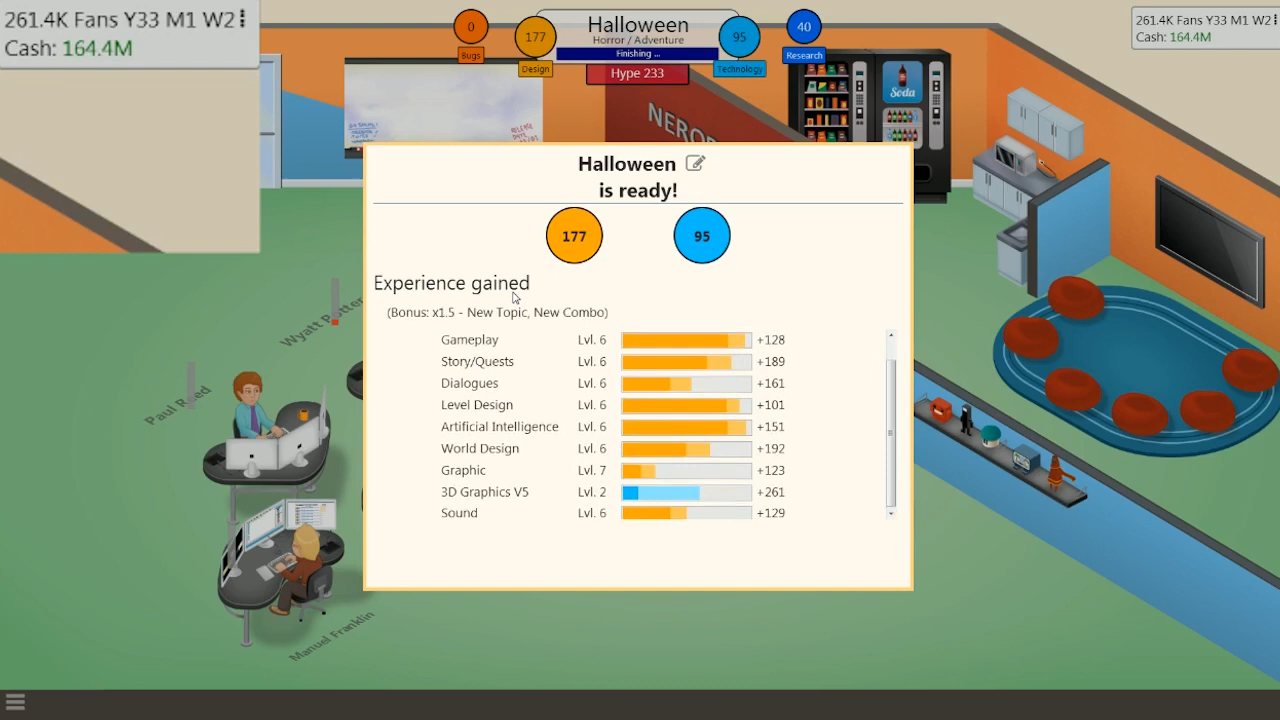 261.4K Fans Y33 M1 W2
Cash: 164.4M
0
Bugs
177
Design
Halloween
Horror / Adventure
Finishing ...
Hype 233
95
Technology
40
Research
261.4K Fans Y33 M1 W2
Cash: 164.4M
Soda
Halloween
is ready!
177
95
Experience gained
(Bonus: x1.5 - New Topic, New Combo)
Gameplay Lvl. 6 +128
Story/Quests Lvl. 6 +189
Dialogues Lvl. 6 +161
Level Design Lvl. 6 +101
Artificial Intelligence Lvl. 6 +151
World Design Lvl. 6 +192
Graphic Lvl. 7 +123
3D Graphics V5 Lvl. 2 +261
Sound Lvl. 6 +129
Paul Reed
Manuel Franklin